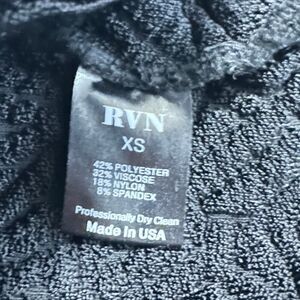 RVN
XS
42% POLYESTER
32% VISCOSE
18% NYLON
8% SPANDEX
Professionally Dry Clean
Made In USA